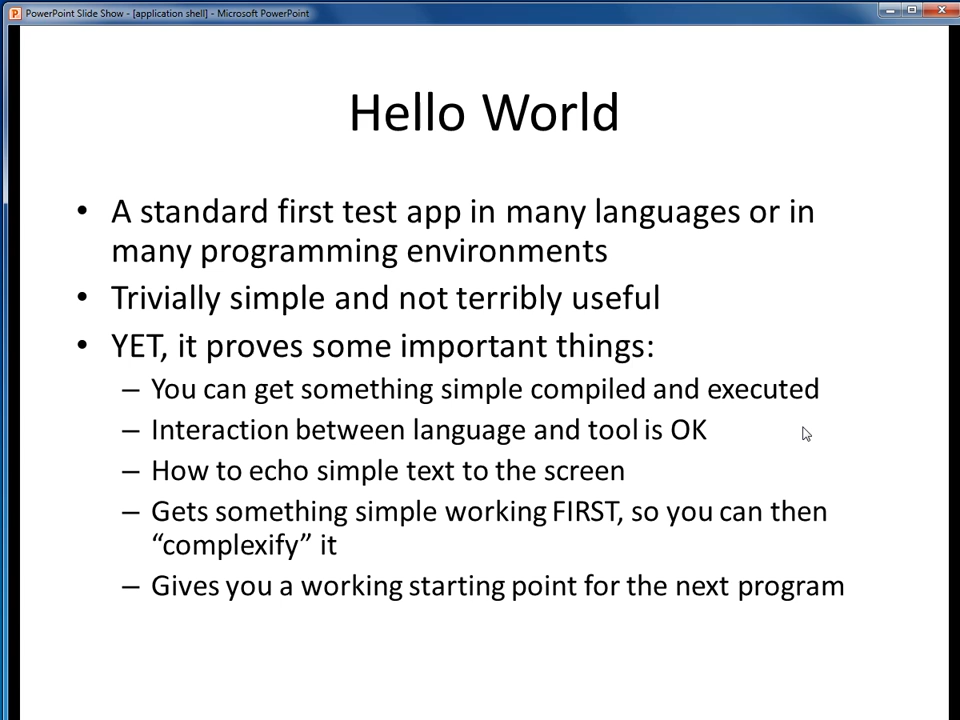 PowerPoint Slide Show - [application shell] - Microsoft PowerPoint
Hello World
• A standard first test app in many languages or in
many programming environments
• Trivially simple and not terribly useful
• YET, it proves some important things:
– You can get something simple compiled and executed
– Interaction between language and tool is OK
– How to echo simple text to the screen
– Gets something simple working FIRST, so you can then
“complexify” it
– Gives you a working starting point for the next program